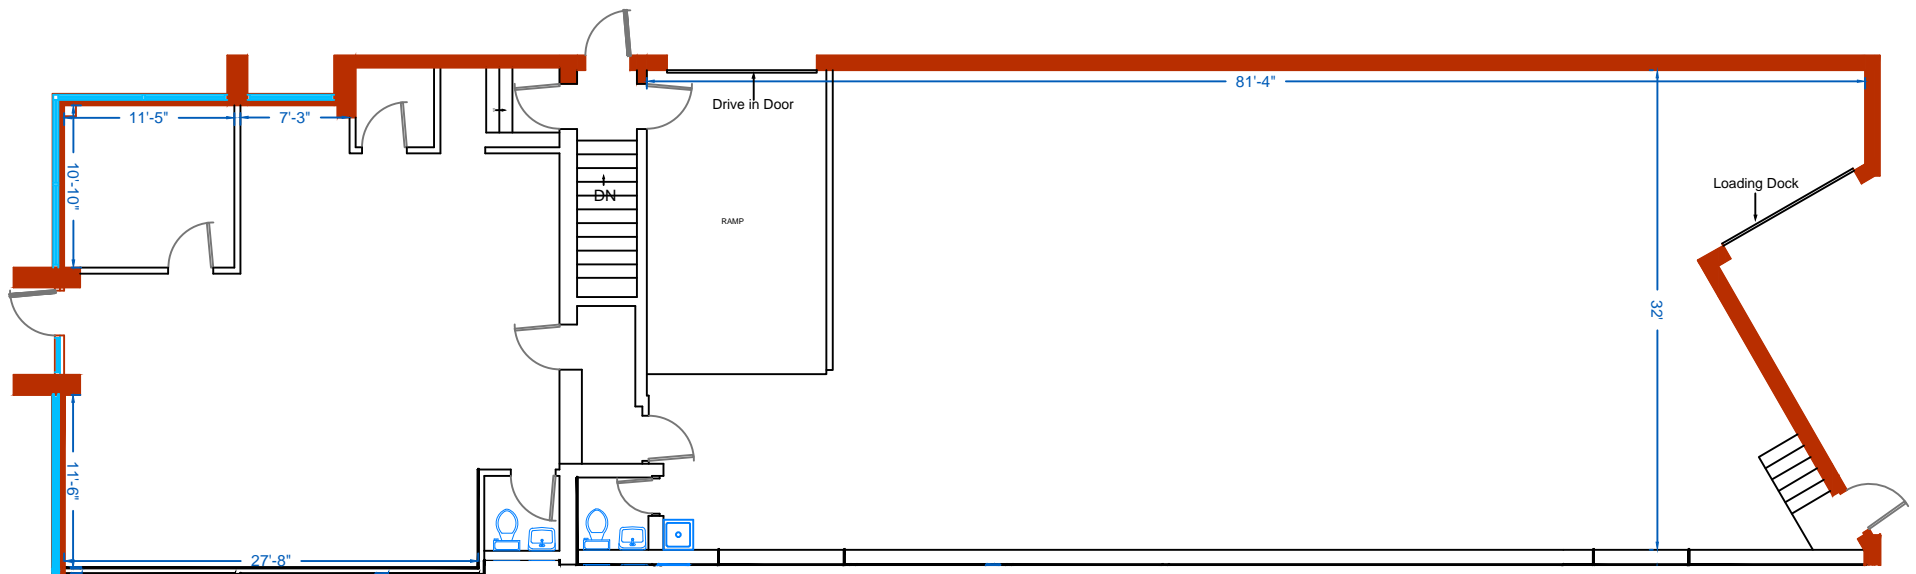 81'-4"
Drive in Door
11'-5"
7'-3"
10'-10"
DN
Loading Dock
RAMP
32'
11'-6"
27'-8"